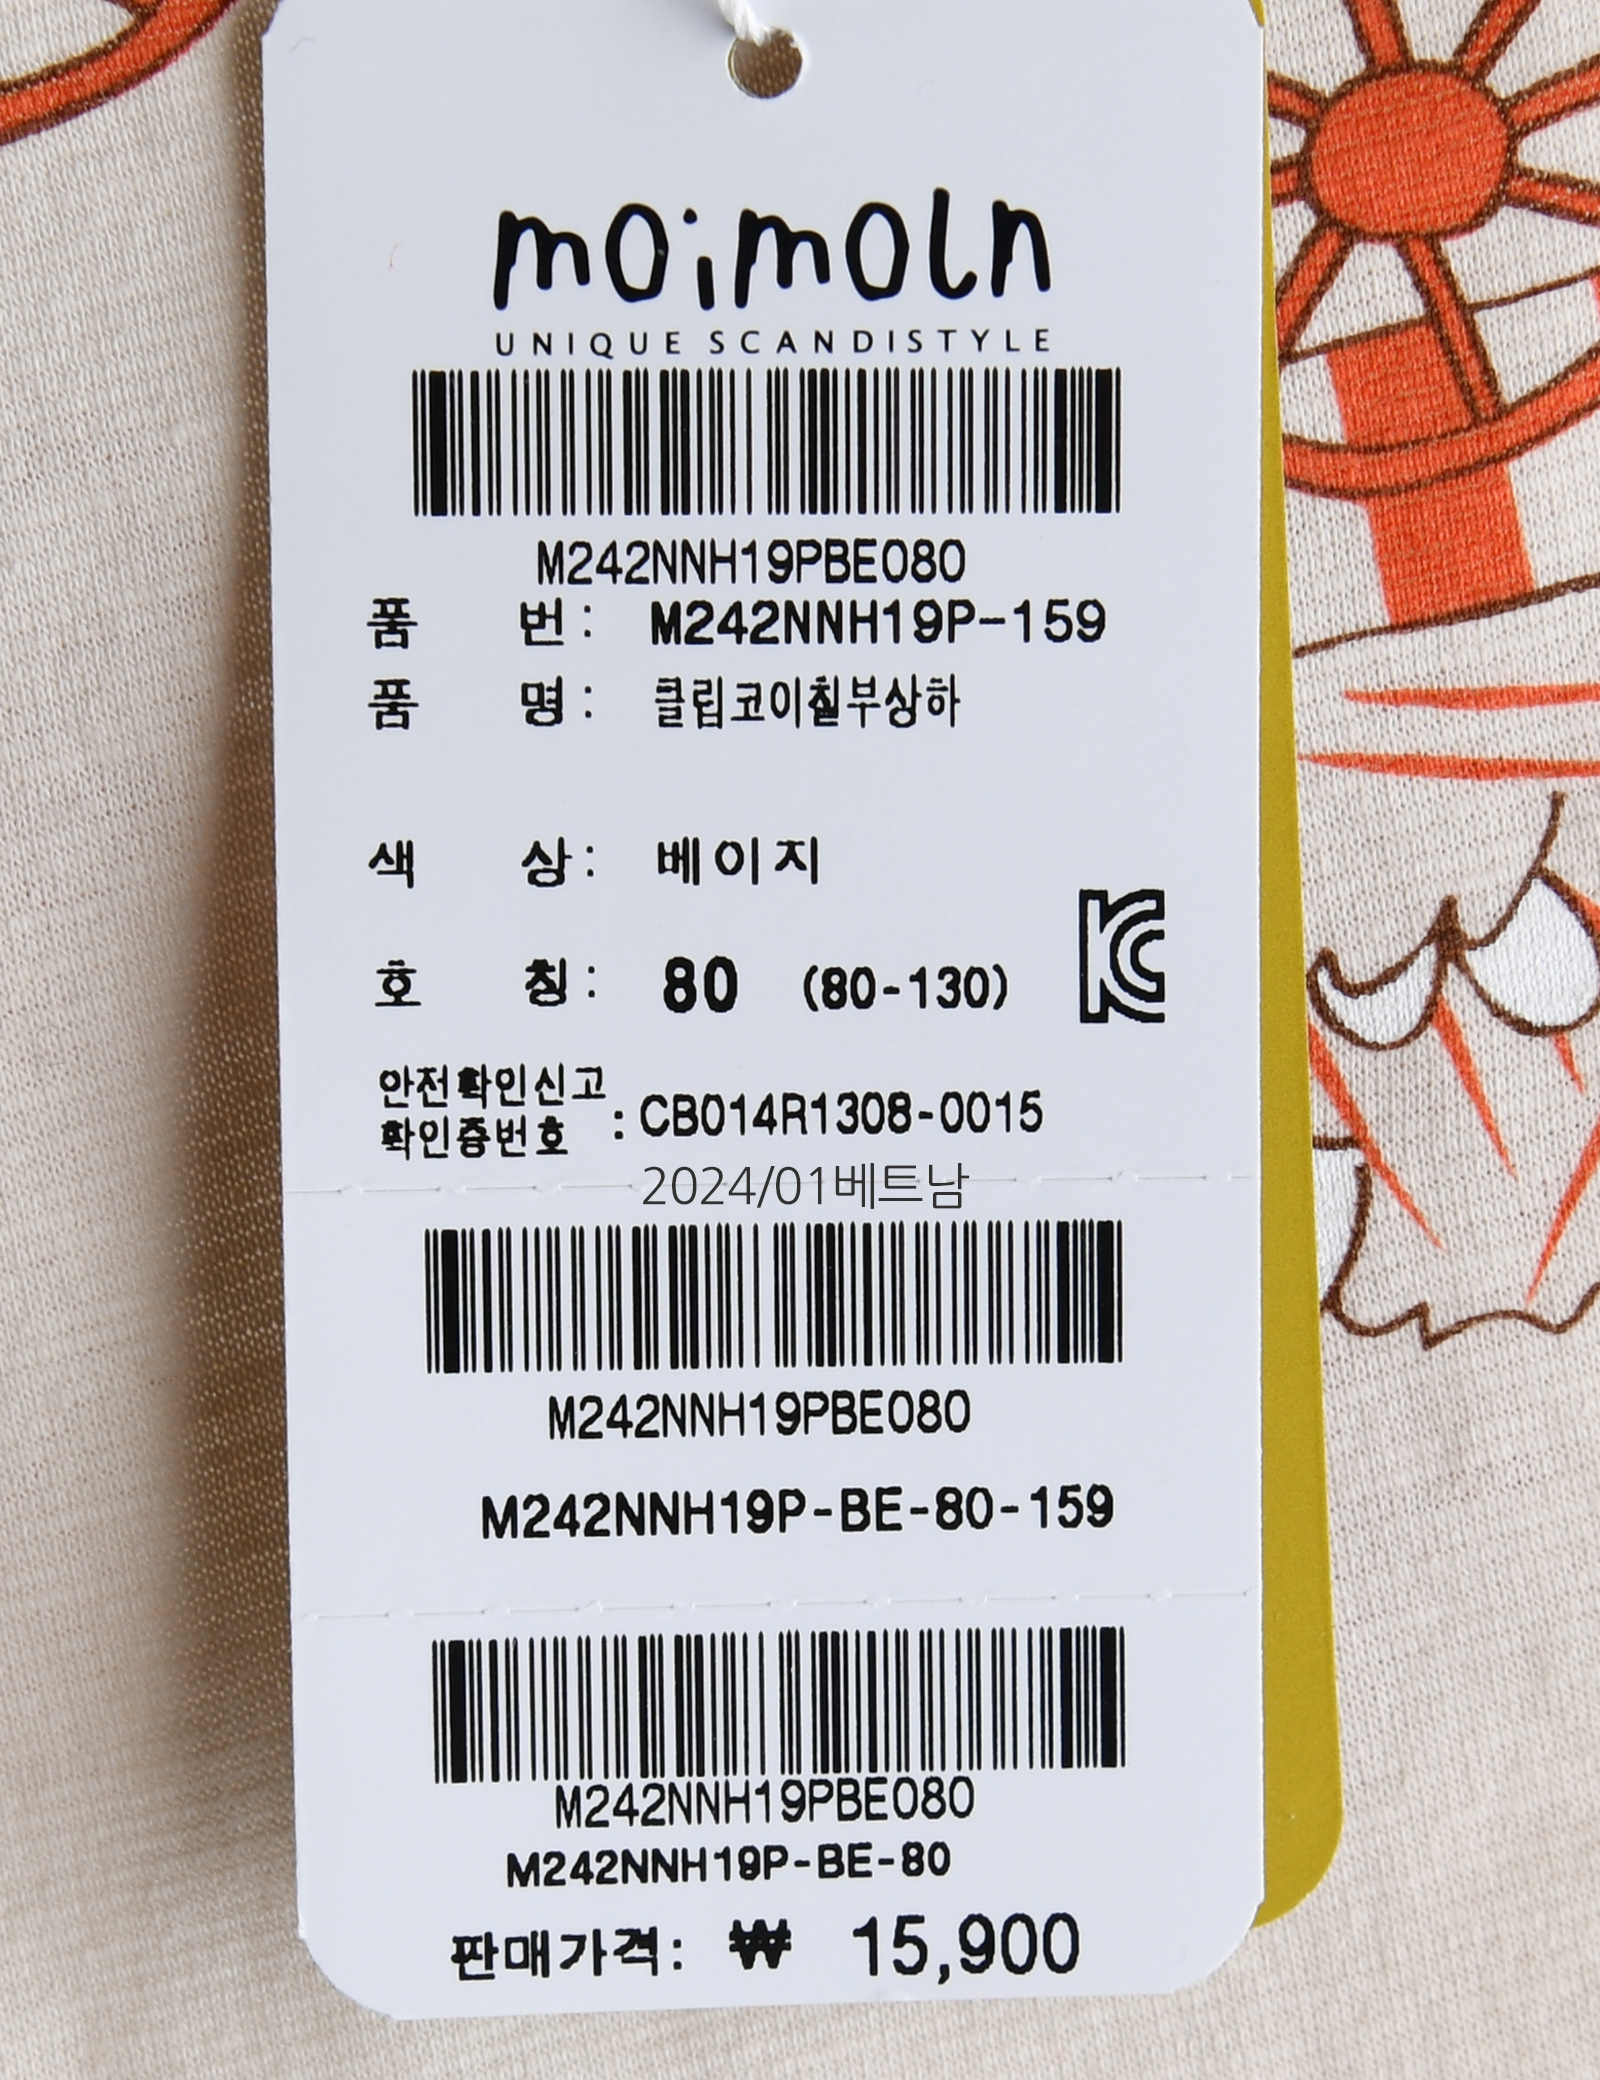 moimoln
UNIQUE SCANDISTYLE
M242NNH19PBE080
품 번 : M242NNH19P-159
품 명 : 클립코이칠부상하
색 상 : 베이지
호 칭 : 80 (80-130)
안전확인신고
확인증번호 : CB014R1308-0015
2024/01베트남
M242NNH19PBE080
M242NNH19P-BE-80-159
M242NNH19PBE080
M242NNH19P-BE-80
판매가격: ₩ 15,900